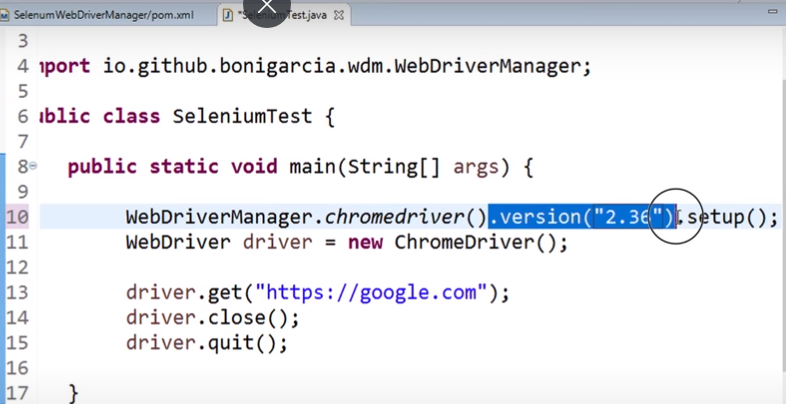 SelenumWebDriverManager/pom.xml *SeleniumTest.java
3
4 mport io.github.bonigarcia.wdm.WebDriverManager;
5
6 ublic class SeleniumTest {
7
8 public static void main(String[] args) {
9
10 WebDriverManager.chromedriver().version("2.36").setup();
11 WebDriver driver = new ChromeDriver();
12
13 driver.get("https://google.com");
14 driver.close();
15 driver.quit();
16
17 }